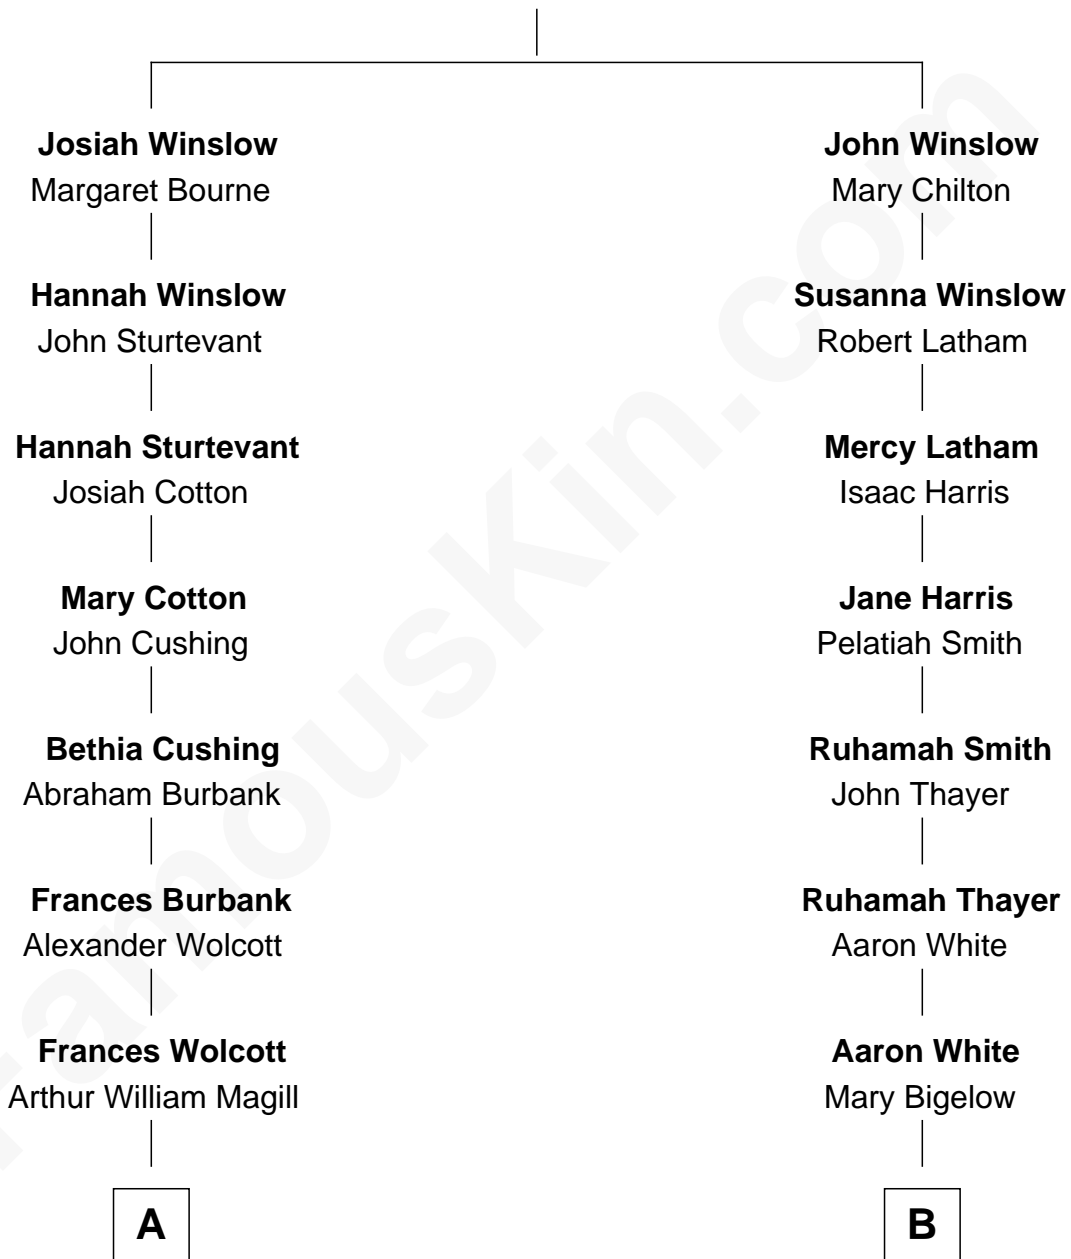 Josiah Winslow
Margaret Bourne
Hannah Winslow
John Sturtevant
Hannah Sturtevant
Josiah Cotton
Mary Cotton
John Cushing
Bethia Cushing
Abraham Burbank
Frances Burbank
Alexander Wolcott
Frances Wolcott
Arthur William Magill
A
John Winslow
Mary Chilton
Susanna Winslow
Robert Latham
Mercy Latham
Isaac Harris
Jane Harris
Pelatiah Smith
Ruhamah Smith
John Thayer
Ruhamah Thayer
Aaron White
Aaron White
Mary Bigelow
B
FamousKin.com